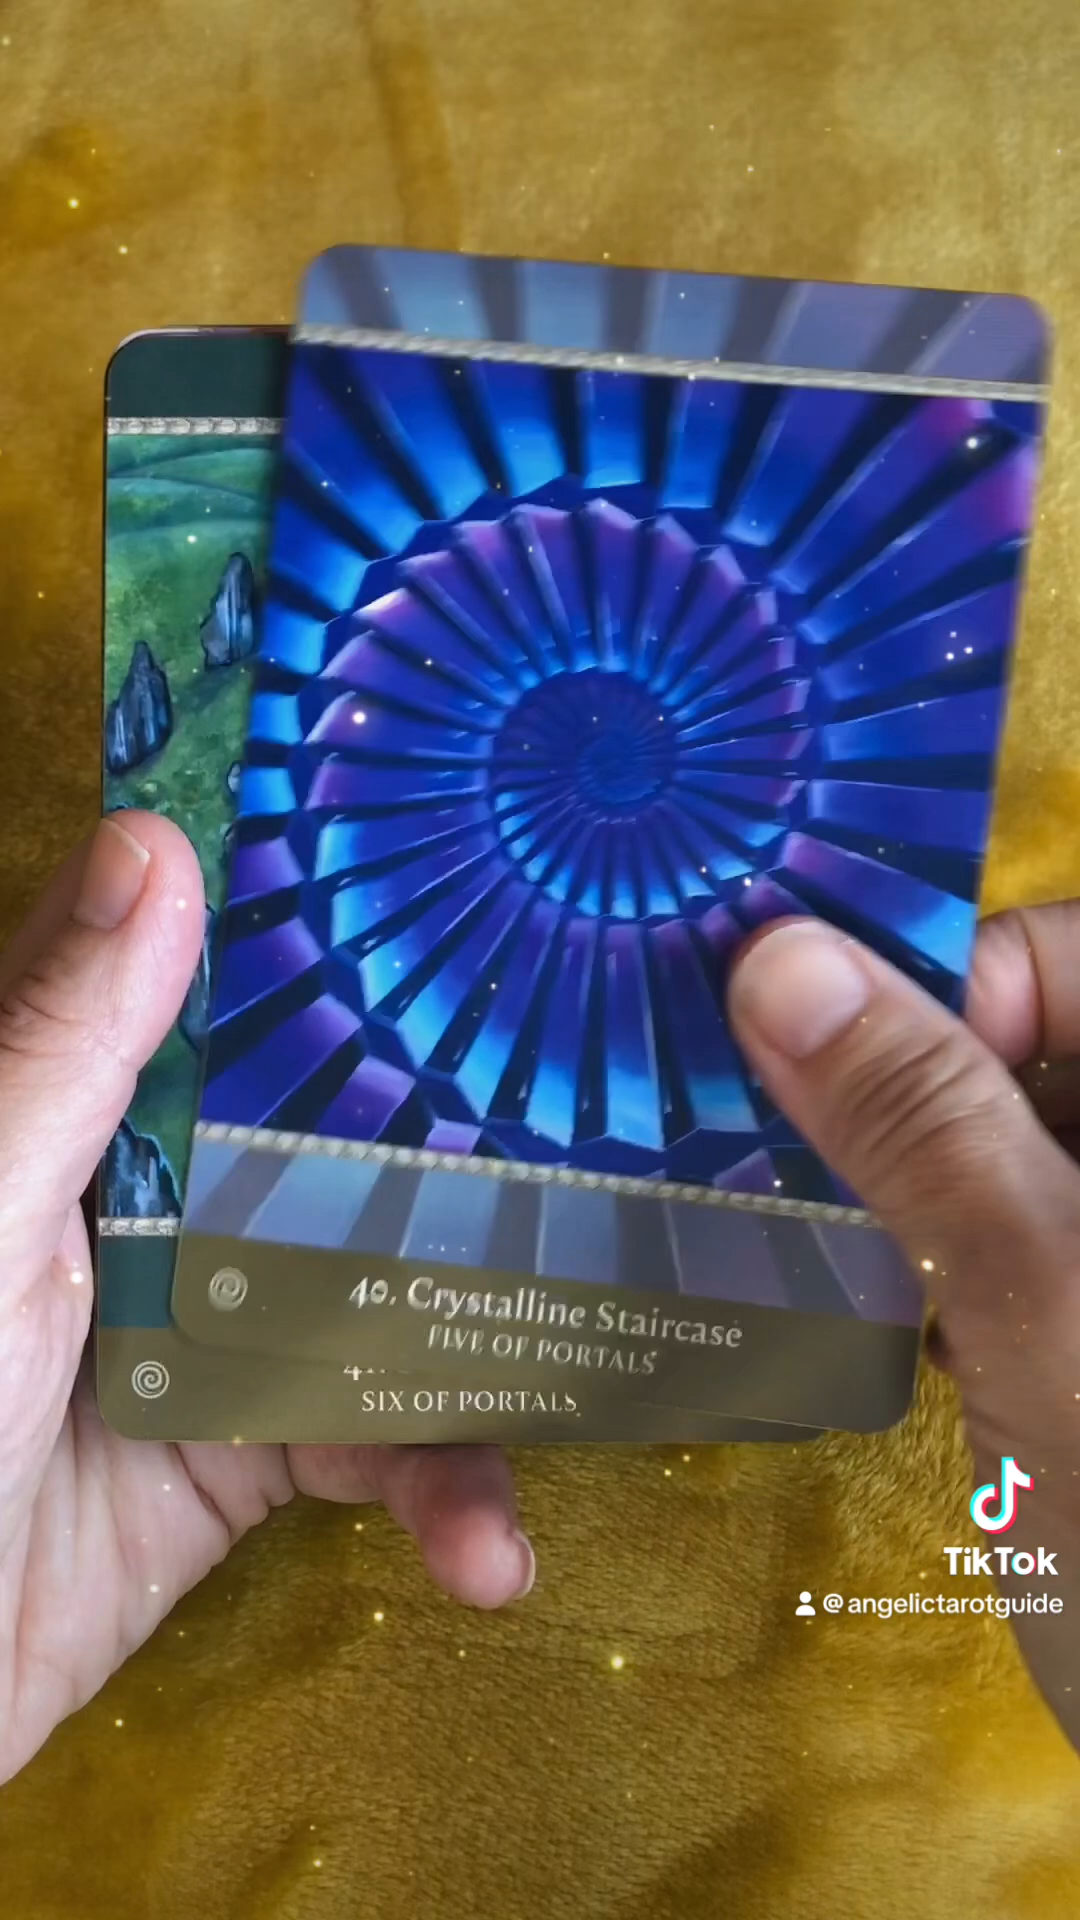 40. Crystalline Staircase
FIVE OF PORTALS
SIX OF PORTALS
TikTok
@angelictarotguide